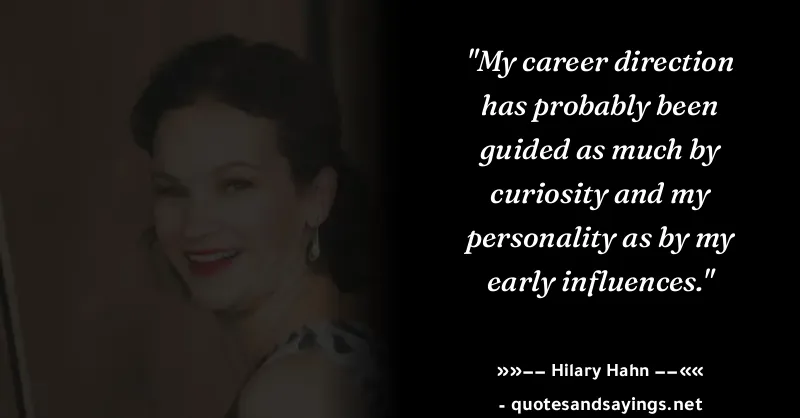 "My career direction
has probably been
guided as much by
curiosity and my
personality as by my
early influences."
»»−− Hilary Hahn −−««
- quotesandsayings.net